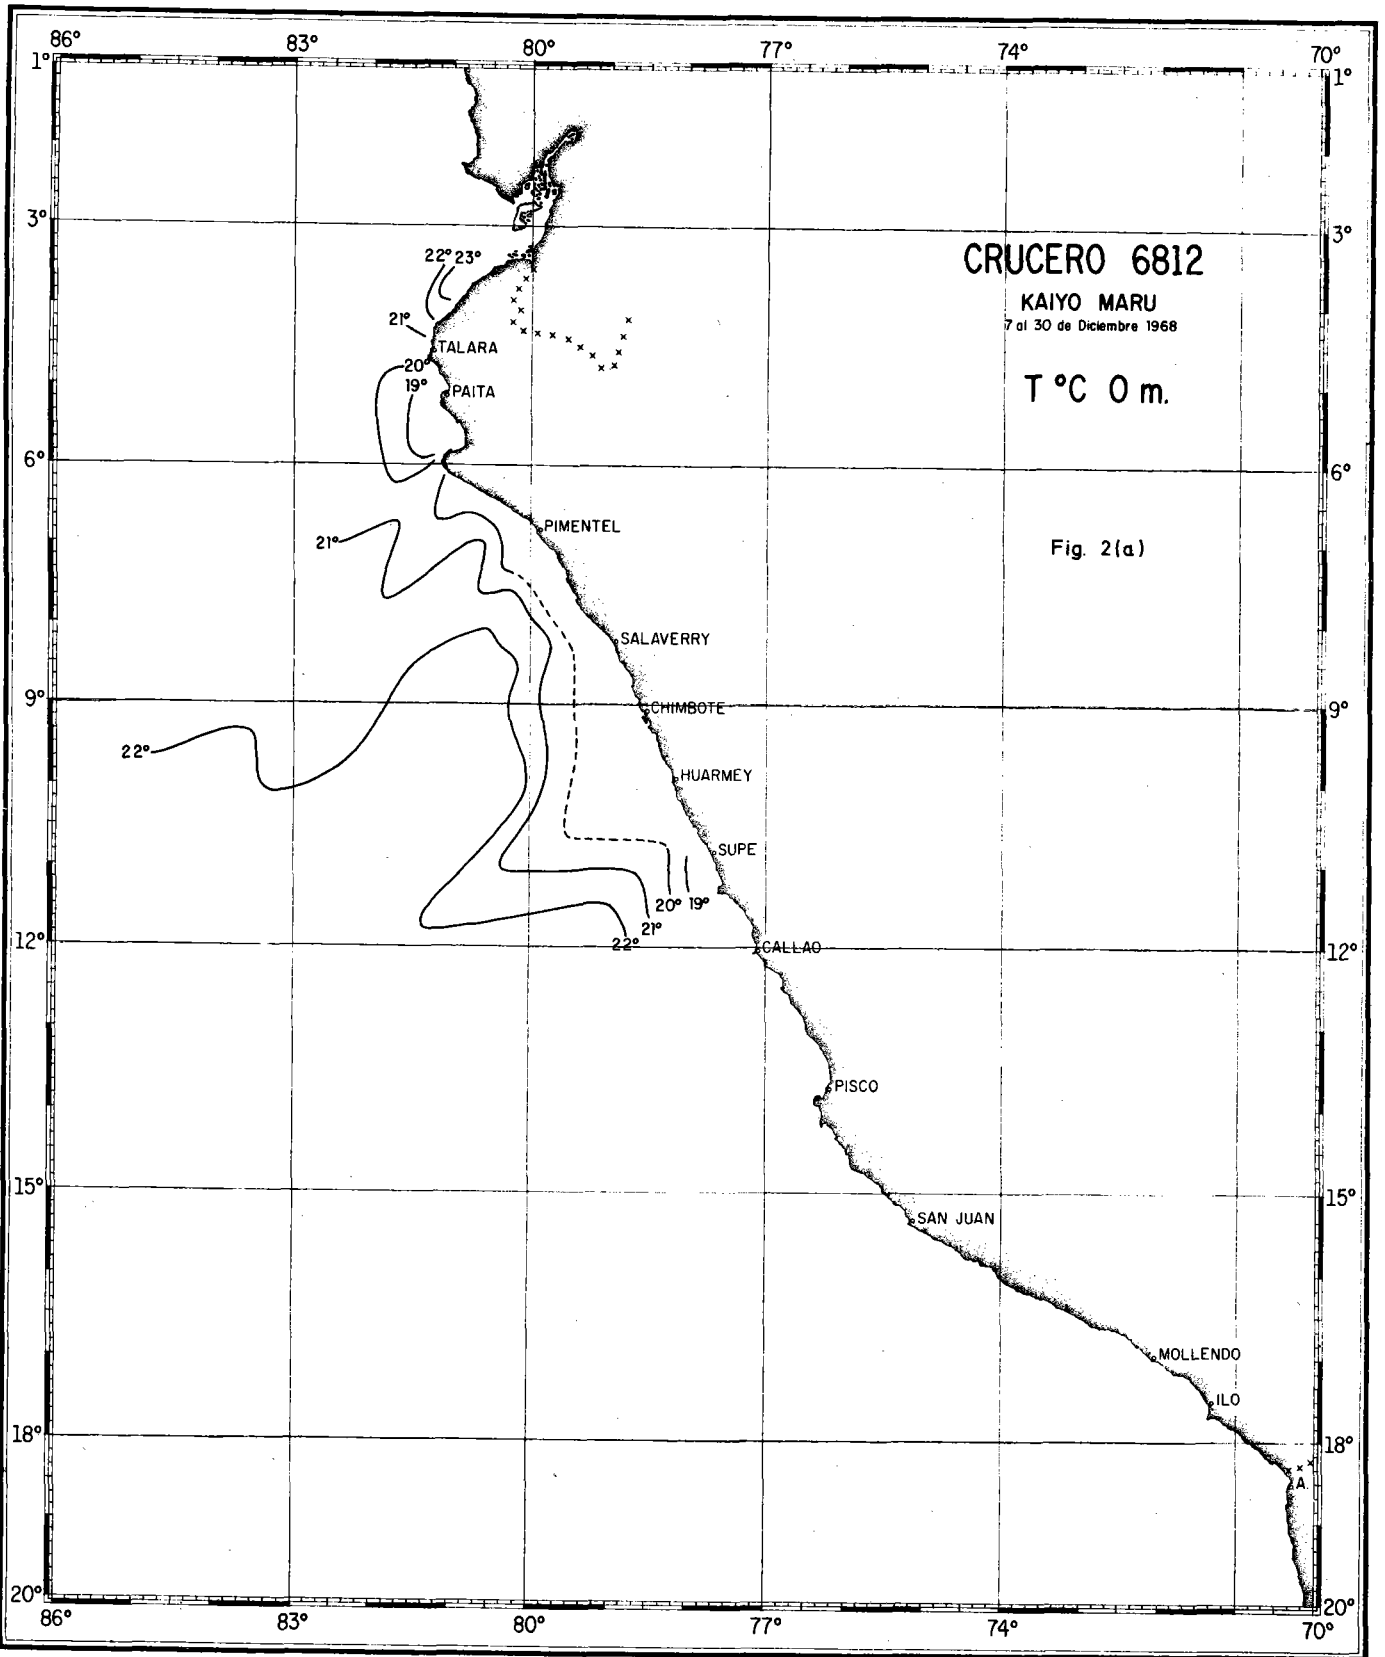 86° 83° 80° 77° 74° 70°
1° 1°
3° 3°
CRUCERO 6812
22° 23°
KAIYO MARU
7 al 30 de Diciembre 1968
21°
TALARA
20°
T °C 0 m.
19°
PAITA
6° 6°
PIMENTEL
21°
Fig. 2(a)
SALAVERRY
9° 9°
CHIMBOTE
22°
HUARMEY
SUPE
20° 19°
21°
22°
12° 12°
CALLAO
PISCO
15° 15°
SAN JUAN
MOLLENDO
ILO
18° 18°
A.
20° 20°
86° 83° 80° 77° 74° 70°